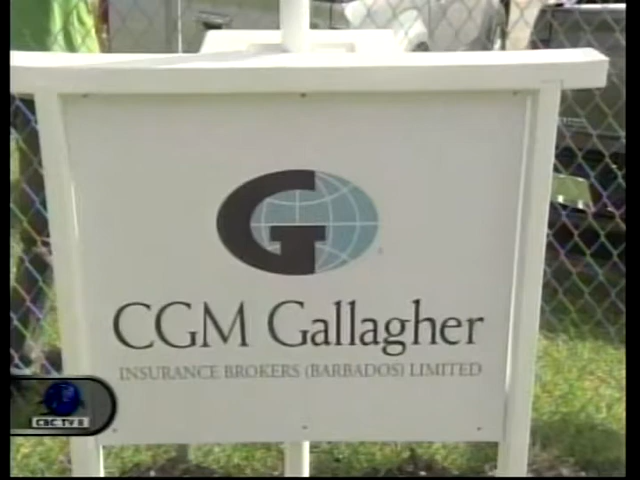 G
CGM Gallagher
INSURANCE BROKERS (BARBADOS) LIMITED
CBC TV 8